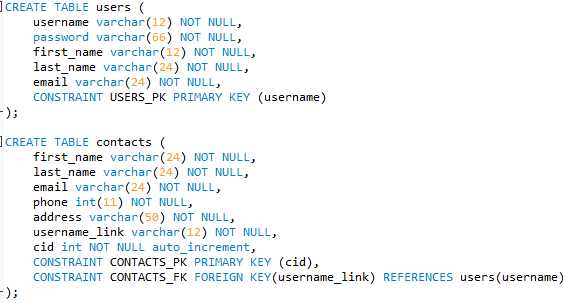 CREATE TABLE users (
username varchar(12) NOT NULL,
password varchar(66) NOT NULL,
first_name varchar(12) NOT NULL,
last_name varchar(24) NOT NULL,
email varchar(24) NOT NULL,
CONSTRAINT USERS_PK PRIMARY KEY (username)
);
CREATE TABLE contacts (
first_name varchar(24) NOT NULL,
last_name varchar(24) NOT NULL,
email varchar(24) NOT NULL,
phone int(11) NOT NULL,
address varchar(50) NOT NULL,
username_link varchar(12) NOT NULL,
cid int NOT NULL auto_increment,
CONSTRAINT CONTACTS_PK PRIMARY KEY (cid),
CONSTRAINT CONTACTS_FK FOREIGN KEY(username_link) REFERENCES users(username)
);